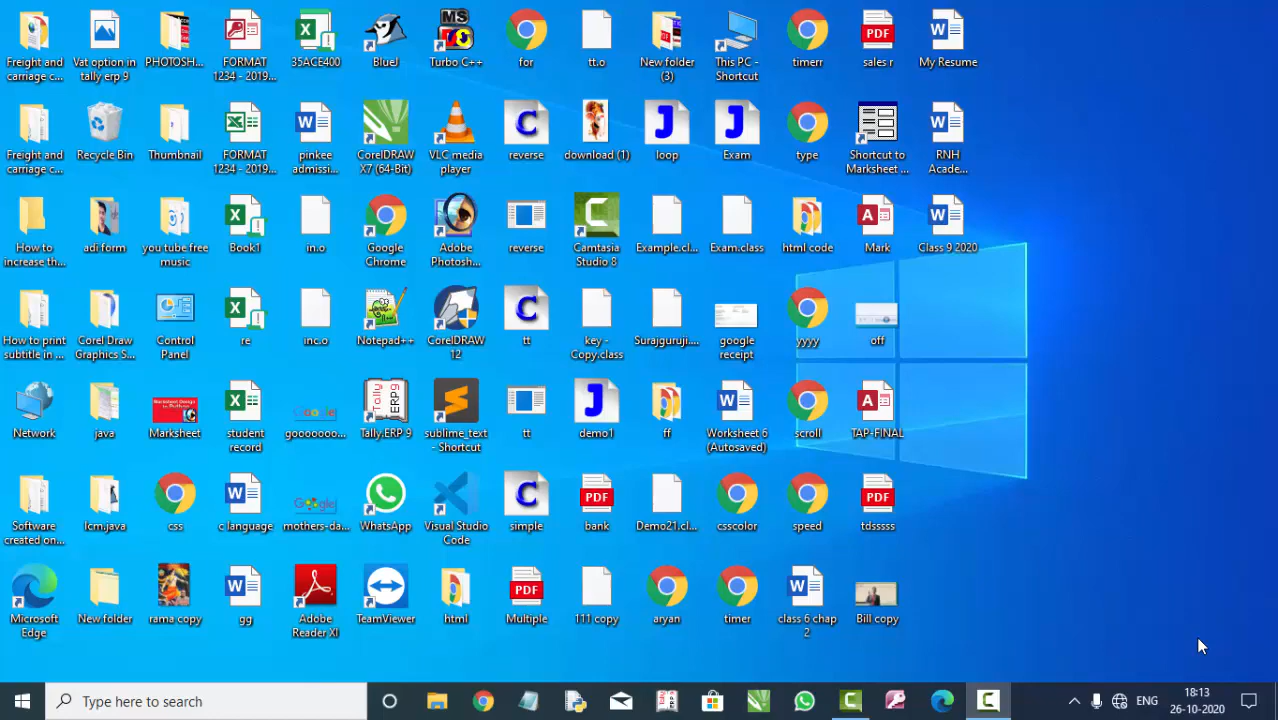 Freight and
carriage c...
Vat option in
tally erp 9
PHOTOSH...
FORMAT
1234 - 2019...
35ACE400
BlueJ
MS
Turbo C++
for
tt.o
New folder
(3)
This PC -
Shortcut
timerr
PDF
sales r
My Resume
Freight and
carriage c...
Recycle Bin
Thumbnail
FORMAT
1234 - 2019...
pinkee
admissi...
CorelDRAW
X7 (64-Bit)
VLC media
player
reverse
download (1)
loop
Exam
type
Shortcut to
Marksheet ...
RNH
Acade...
How to
increase th...
adi form
you tube free
music
Book1
in.o
Google
Chrome
Adobe
Photosh...
reverse
Camtasia
Studio 8
Example.cl...
Exam.class
html code
Mark
Class 9 2020
How to print
subtitle in ...
Corel Draw
Graphics S...
Control
Panel
re
inc.o
Notepad++
CorelDRAW
12
tt
key -
Copy.class
Surajguruji....
google
receipt
yyyy
off
Network
java
Marksheet
student
record
Google
gooooooo...
Tally
ERP9
Tally.ERP 9
sublime_text
- Shortcut
tt
demo1
ff
Worksheet 6
(Autosaved)
scroll
TAP-FINAL
Software
created on...
lcm.java
css
c language
Google
mothers-da...
WhatsApp
Visual Studio
Code
simple
PDF
bank
Demo21.cl...
csscolor
speed
PDF
tdsssss
Microsoft
Edge
New folder
rama copy
gg
Adobe
Reader XI
TeamViewer
html
PDF
Multiple
111 copy
aryan
timer
class 6 chap
2
Bill copy
Type here to search
ENG
18:13
26-10-2020